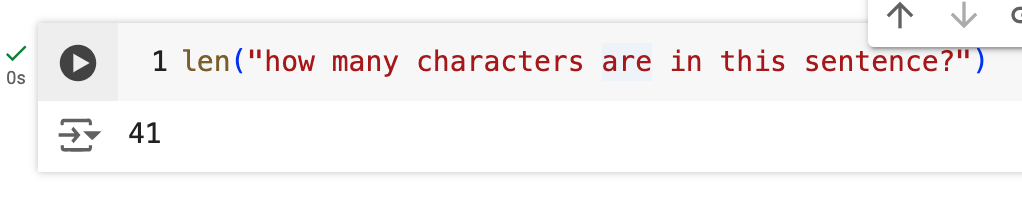 1 len("how many characters are in this sentence?")
0s
41